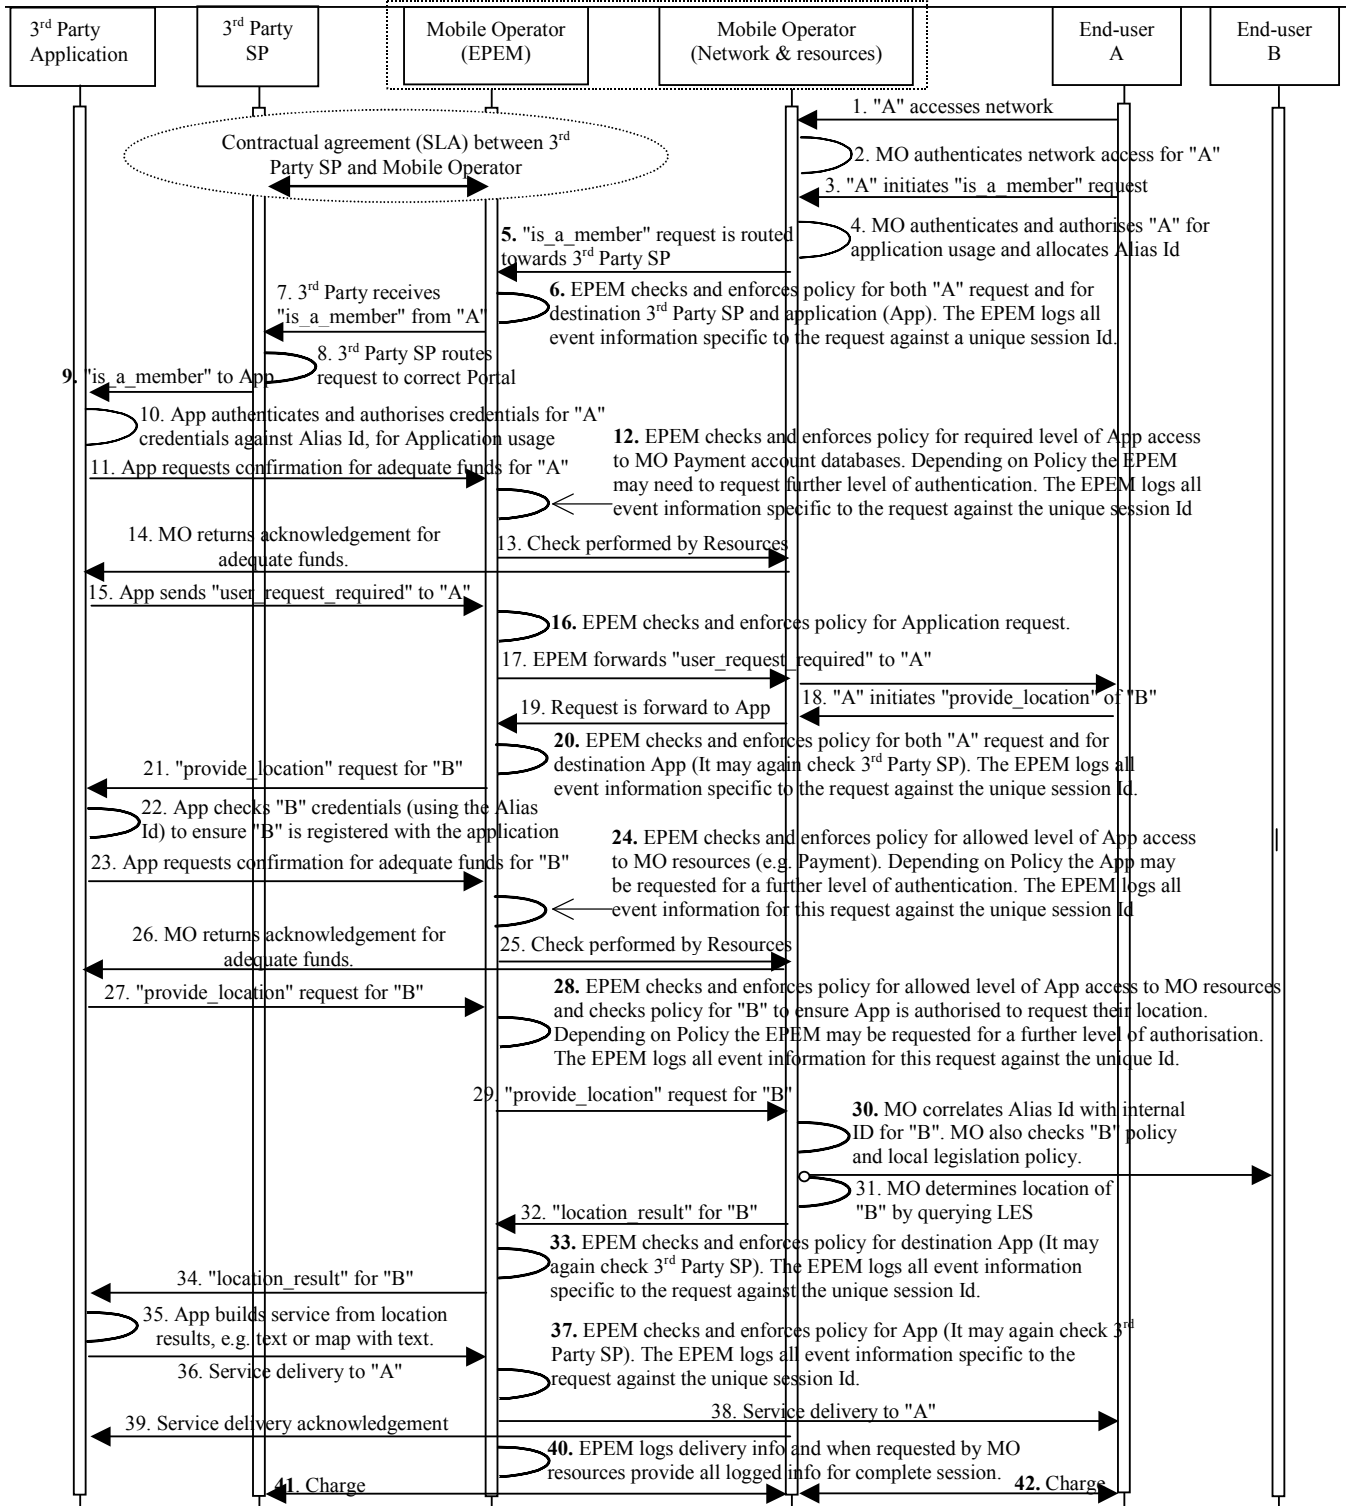 3rd Party
Application
3rd Party
SP
Mobile Operator
(EPEM)
Mobile Operator
(Network & resources)
End-user
A
End-user
B
Contractual agreement (SLA) between 3rd
Party SP and Mobile Operator
1. "A" accesses network
2. MO authenticates network access for "A"
3. "A" initiates "is_a_member" request
4. MO authenticates and authorises "A" for
application usage and allocates Alias Id
5. "is_a_member" request is routed
towards 3rd Party SP
6. EPEM checks and enforces policy for both "A" request and for
destination 3rd Party SP and application (App). The EPEM logs all
event information specific to the request against a unique session Id.
7. 3rd Party receives
"is_a_member" from "A"
8. 3rd Party SP routes
request to correct Portal
9. "is_a_member" to App
10. App authenticates and authorises credentials for "A"
credentials against Alias Id, for Application usage
11. App requests confirmation for adequate funds for "A"
12. EPEM checks and enforces policy for required level of App access
to MO Payment account databases. Depending on Policy the EPEM
may need to request further level of authentication. The EPEM logs all
event information specific to the request against the unique session Id
13. Check performed by Resources
14. MO returns acknowledgement for
adequate funds.
15. App sends "user_request_required" to "A"
16. EPEM checks and enforces policy for Application request.
17. EPEM forwards "user_request_required" to "A"
18. "A" initiates "provide_location" of "B"
19. Request is forward to App
20. EPEM checks and enforces policy for both "A" request and for
destination App (It may again check 3rd Party SP). The EPEM logs all
event information specific to the request against the unique session Id.
21. "provide_location" request for "B"
22. App checks "B" credentials (using the Alias
Id) to ensure "B" is registered with the application
23. App requests confirmation for adequate funds for "B"
24. EPEM checks and enforces policy for allowed level of App access
to MO resources (e.g. Payment). Depending on Policy the App may
be requested for a further level of authentication. The EPEM logs all
event information for this request against the unique session Id
25. Check performed by Resources
26. MO returns acknowledgement for
adequate funds.
27. "provide_location" request for "B"
28. EPEM checks and enforces policy for allowed level of App access to MO resources
and checks policy for "B" to ensure App is authorised to request their location.
Depending on Policy the EPEM may be requested for a further level of authorisation.
The EPEM logs all event information for this request against the unique Id.
29. "provide_location" request for "B"
30. MO correlates Alias Id with internal
ID for "B". MO also checks "B" policy
and local legislation policy.
31. MO determines location of
"B" by querying LES
32. "location_result" for "B"
33. EPEM checks and enforces policy for destination App (It may
again check 3rd Party SP). The EPEM logs all event information
specific to the request against the unique session Id.
34. "location_result" for "B"
35. App builds service from location
results, e.g. text or map with text.
36. Service delivery to "A"
37. EPEM checks and enforces policy for App (It may again check 3rd
Party SP). The EPEM logs all event information specific to the
request against the unique session Id.
38. Service delivery to "A"
39. Service delivery acknowledgement
40. EPEM logs delivery info and when requested by MO
resources provide all logged info for complete session.
41. Charge
42. Charge